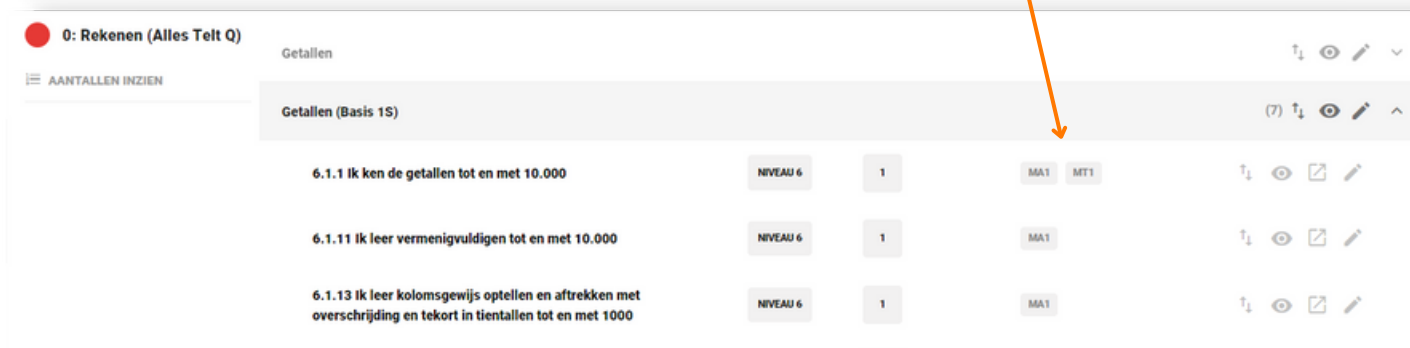 0: Rekenen (Alles Telt Q)
AANTALLEN INZIEN
Getallen
Getallen (Basis 1S)
(7)
6.1.1 Ik ken de getallen tot en met 10.000
NIVEAU 6
1
MA1
MT1
6.1.11 Ik leer vermenigvuldigen tot en met 10.000
NIVEAU 6
1
MA1
6.1.13 Ik leer kolomsgewijs optellen en aftrekken met
overschrijding en tekort in tientallen tot en met 1000
NIVEAU 6
1
MA1